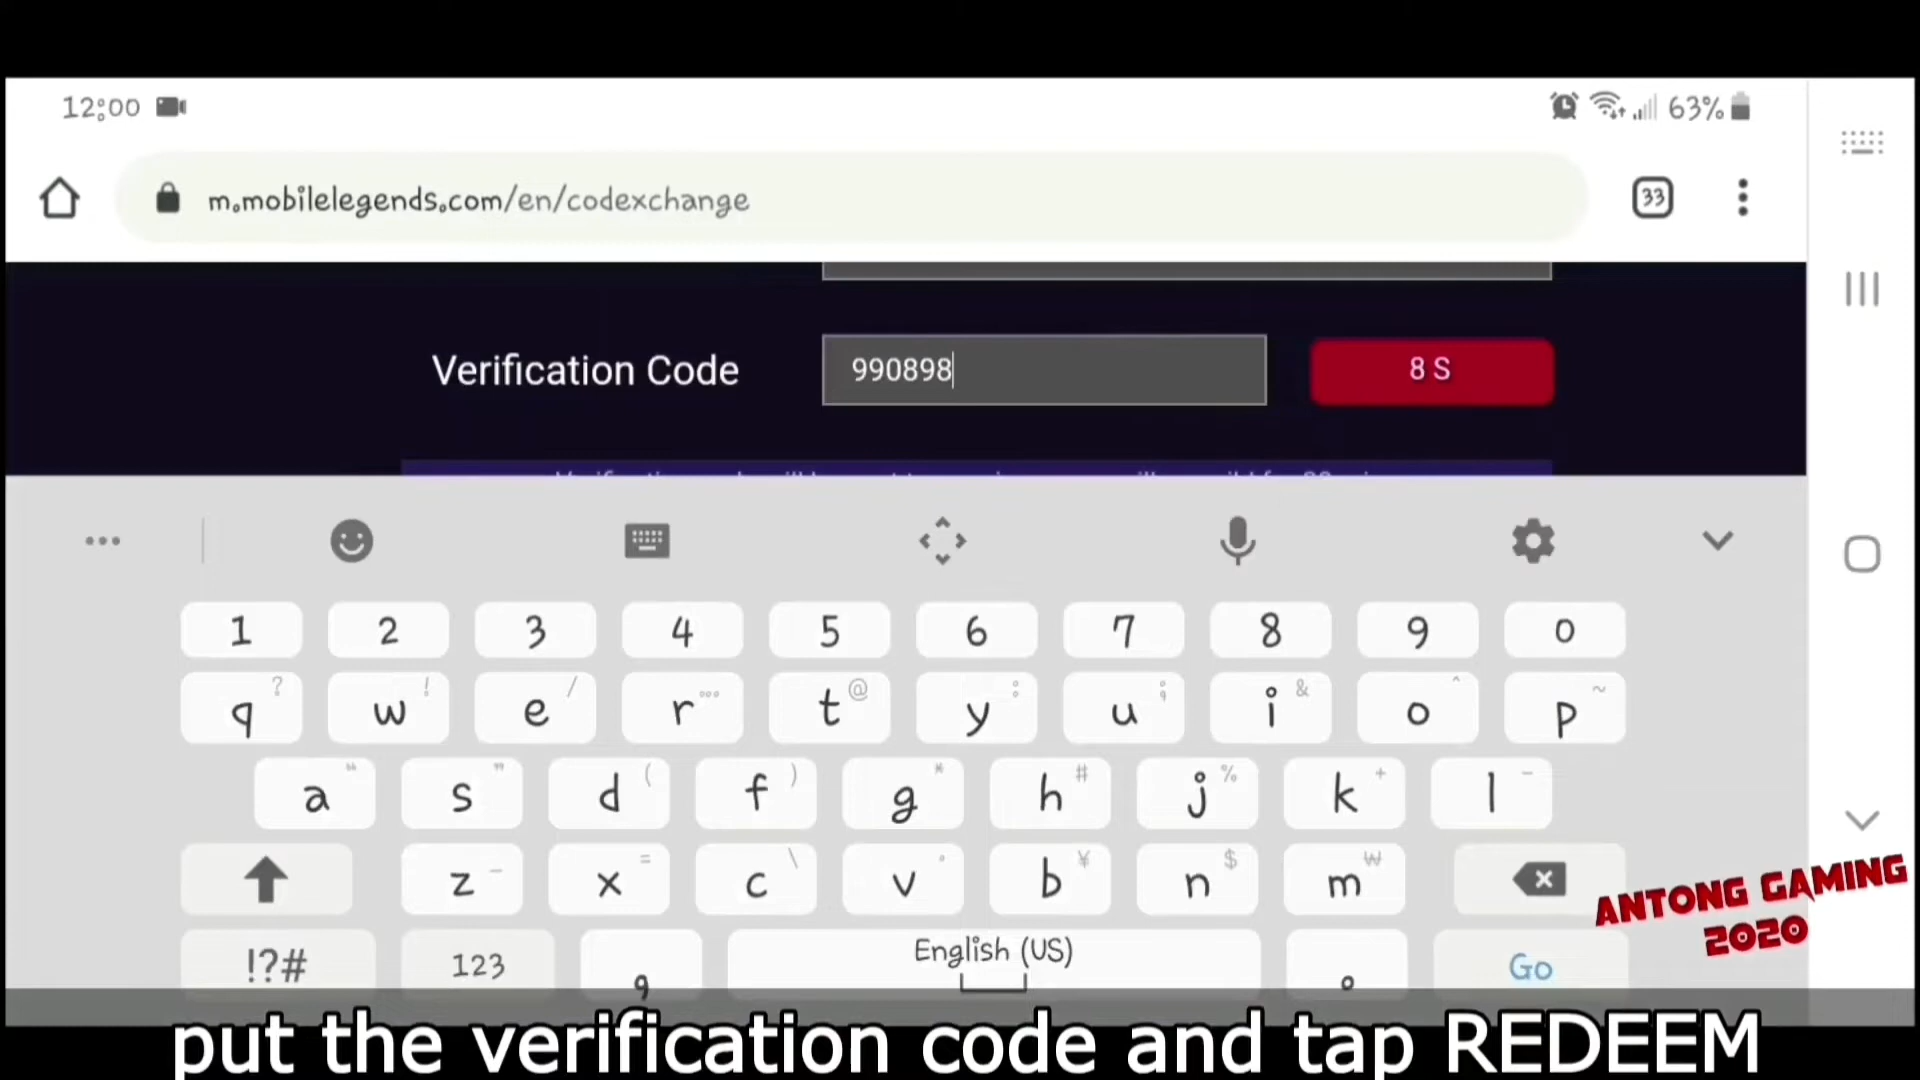 12:00
63%
m.mobilelegends.com/en/codexchange
33
Verification Code
990898
8 S
1 2 3 4 5 6 7 8 9 0
? ! / @ : ; & ^ ~
q w e r t y u i o p
" " ( ) * # % + -
a s d f g h j k l
_ = \ ' ¥ $ ₩
z x c v b n m
ANTONG GAMING
2020
!?# 123 , English (US) . Go
put the verification code and tap REDEEM